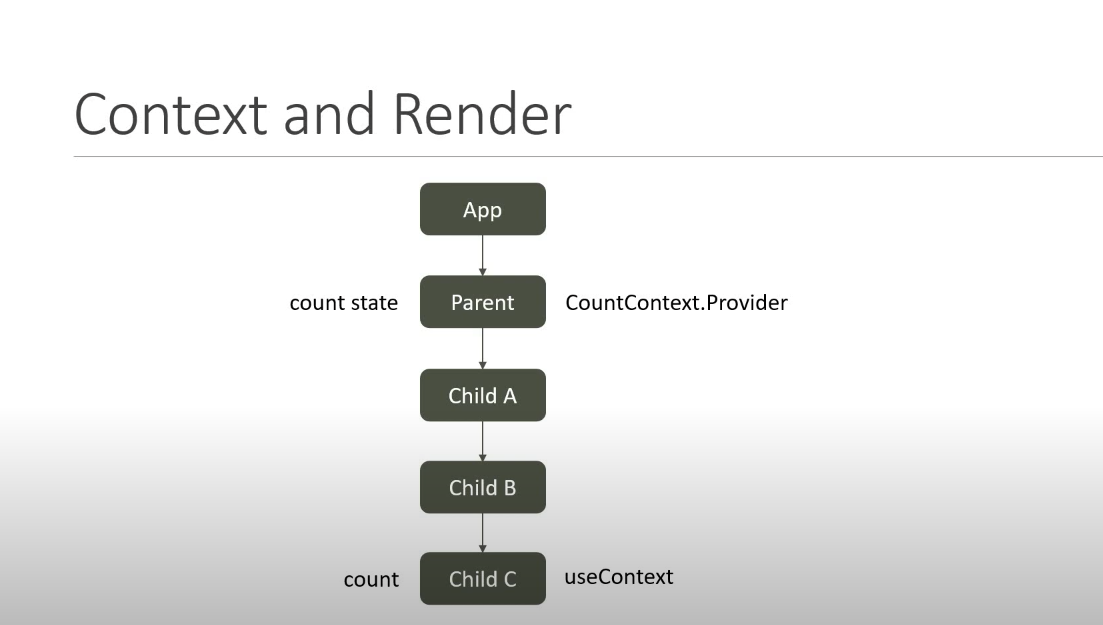 Context and Render
App
count state
Parent
CountContext.Provider
Child A
Child B
count
Child C
useContext